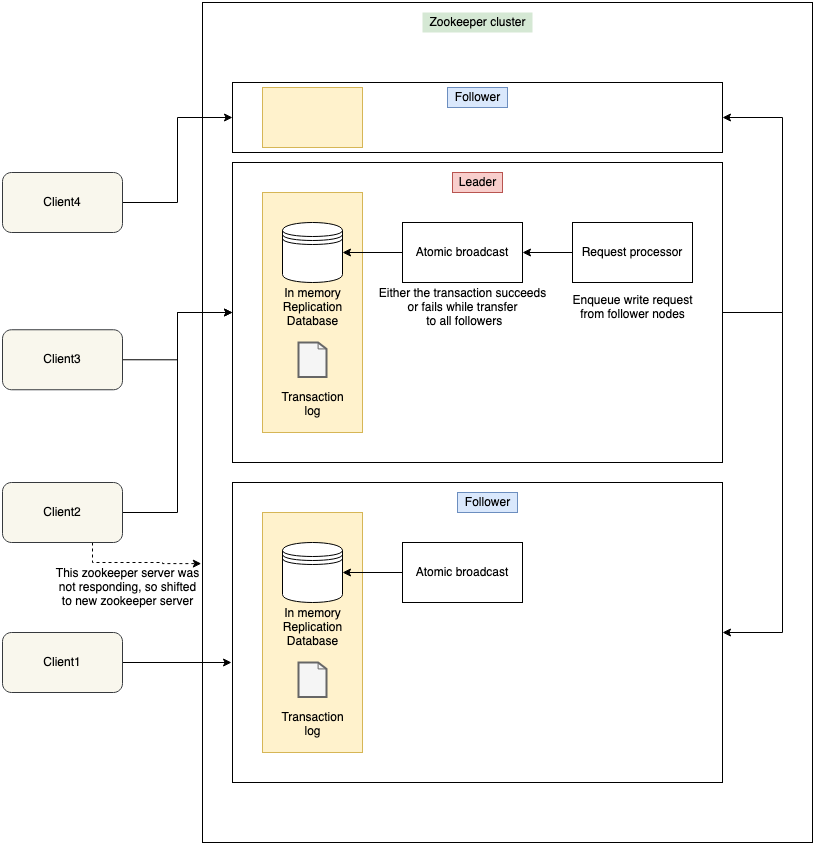 Zookeeper cluster
Follower
Leader
Client4
Atomic broadcast
Request processor
In memory
Replication
Database
Either the transaction succeeds
or fails while transfer
to all followers
Enqueue write request
from follower nodes
Client3
Transaction
log
Follower
Client2
This zookeeper server was
not responding, so shifted
to new zookeeper server
Atomic broadcast
In memory
Replication
Database
Client1
Transaction
log